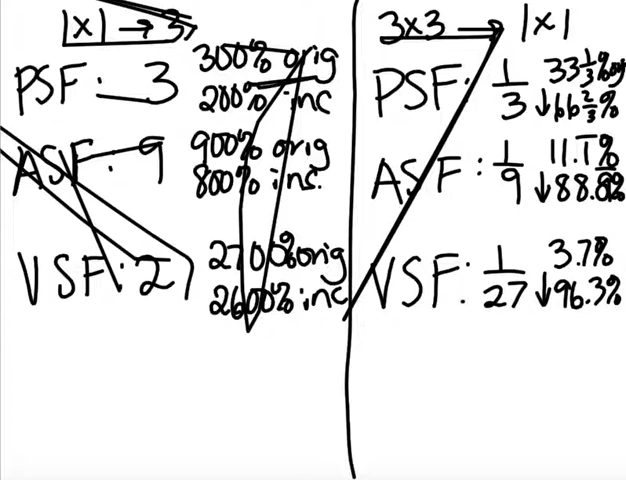 1x1 → 3
PSF: 3
300% orig
200% inc
ASF: 9
900% orig
800% inc.
VSF: 27
2700% orig
2600% inc
3x3 → 1x1
PSF: 1/3
33 1/3%
↓66 2/3%
ASF: 1/9
11.1%
↓88.8%
VSF: 1/27
3.7%
↓96.3%